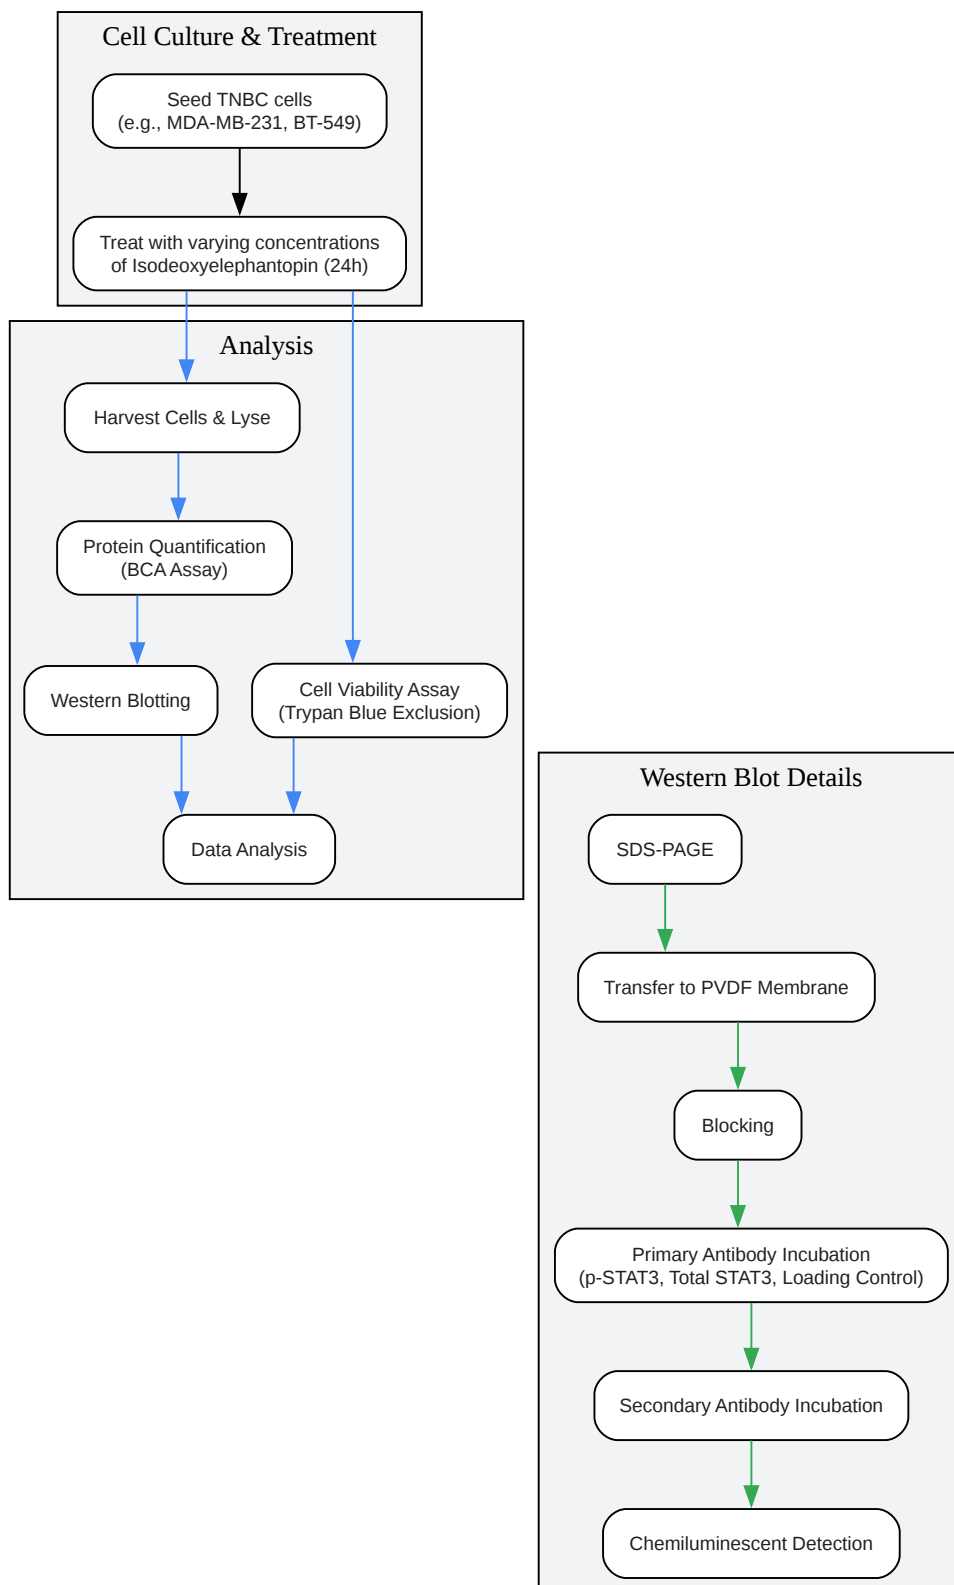 Cell Culture & Treatment
Seed TNBC cells
(e.g., MDA-MB-231, BT-549)
Treat with varying concentrations
of Isodeoxyelephantopin (24h)
Analysis
Harvest Cells & Lyse
Protein Quantification
(BCA Assay)
Western Blotting
Cell Viability Assay
(Trypan Blue Exclusion)
Data Analysis
Western Blot Details
SDS-PAGE
Transfer to PVDF Membrane
Blocking
Primary Antibody Incubation
(p-STAT3, Total STAT3, Loading Control)
Secondary Antibody Incubation
Chemiluminescent Detection